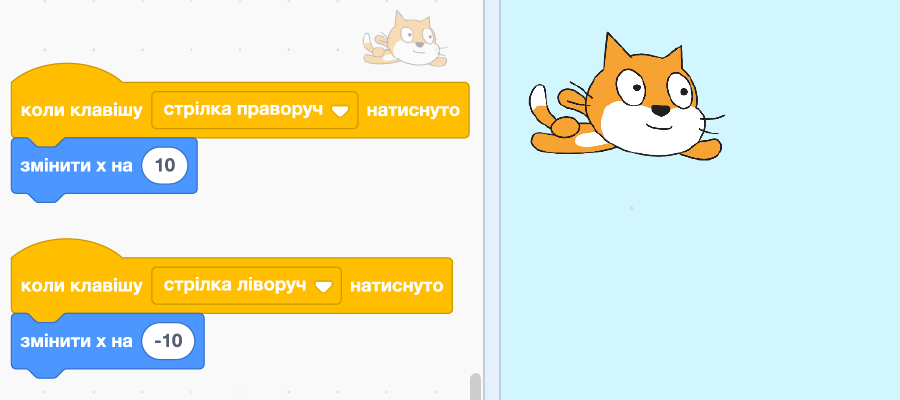 коли клавішу стрілка праворуч натиснуто
змінити x на 10
коли клавішу стрілка ліворуч натиснуто
змінити x на -10